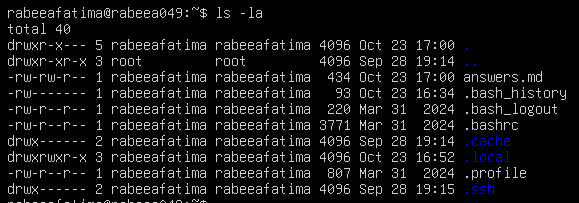 rabeeafatima@rabeea049:~$ ls -la
total 40
drwxr-x--- 5 rabeeafatima rabeeafatima 4096 Oct 23 17:00 .
drwxr-xr-x 3 root         root         4096 Sep 28 19:14 ..
-rw-rw-r-- 1 rabeeafatima rabeeafatima  434 Oct 23 17:00 answers.md
-rw------- 1 rabeeafatima rabeeafatima   93 Oct 23 16:34 .bash_history
-rw-r--r-- 1 rabeeafatima rabeeafatima  220 Mar 31  2024 .bash_logout
-rw-r--r-- 1 rabeeafatima rabeeafatima 3771 Mar 31  2024 .bashrc
drwx------ 2 rabeeafatima rabeeafatima 4096 Sep 28 19:14 .cache
drwxrwxr-x 3 rabeeafatima rabeeafatima 4096 Oct 23 16:52 .local
-rw-r--r-- 1 rabeeafatima rabeeafatima  807 Mar 31  2024 .profile
drwx------ 2 rabeeafatima rabeeafatima 4096 Sep 28 19:15 .ssh
rabeeafatima@rabeea049:~$